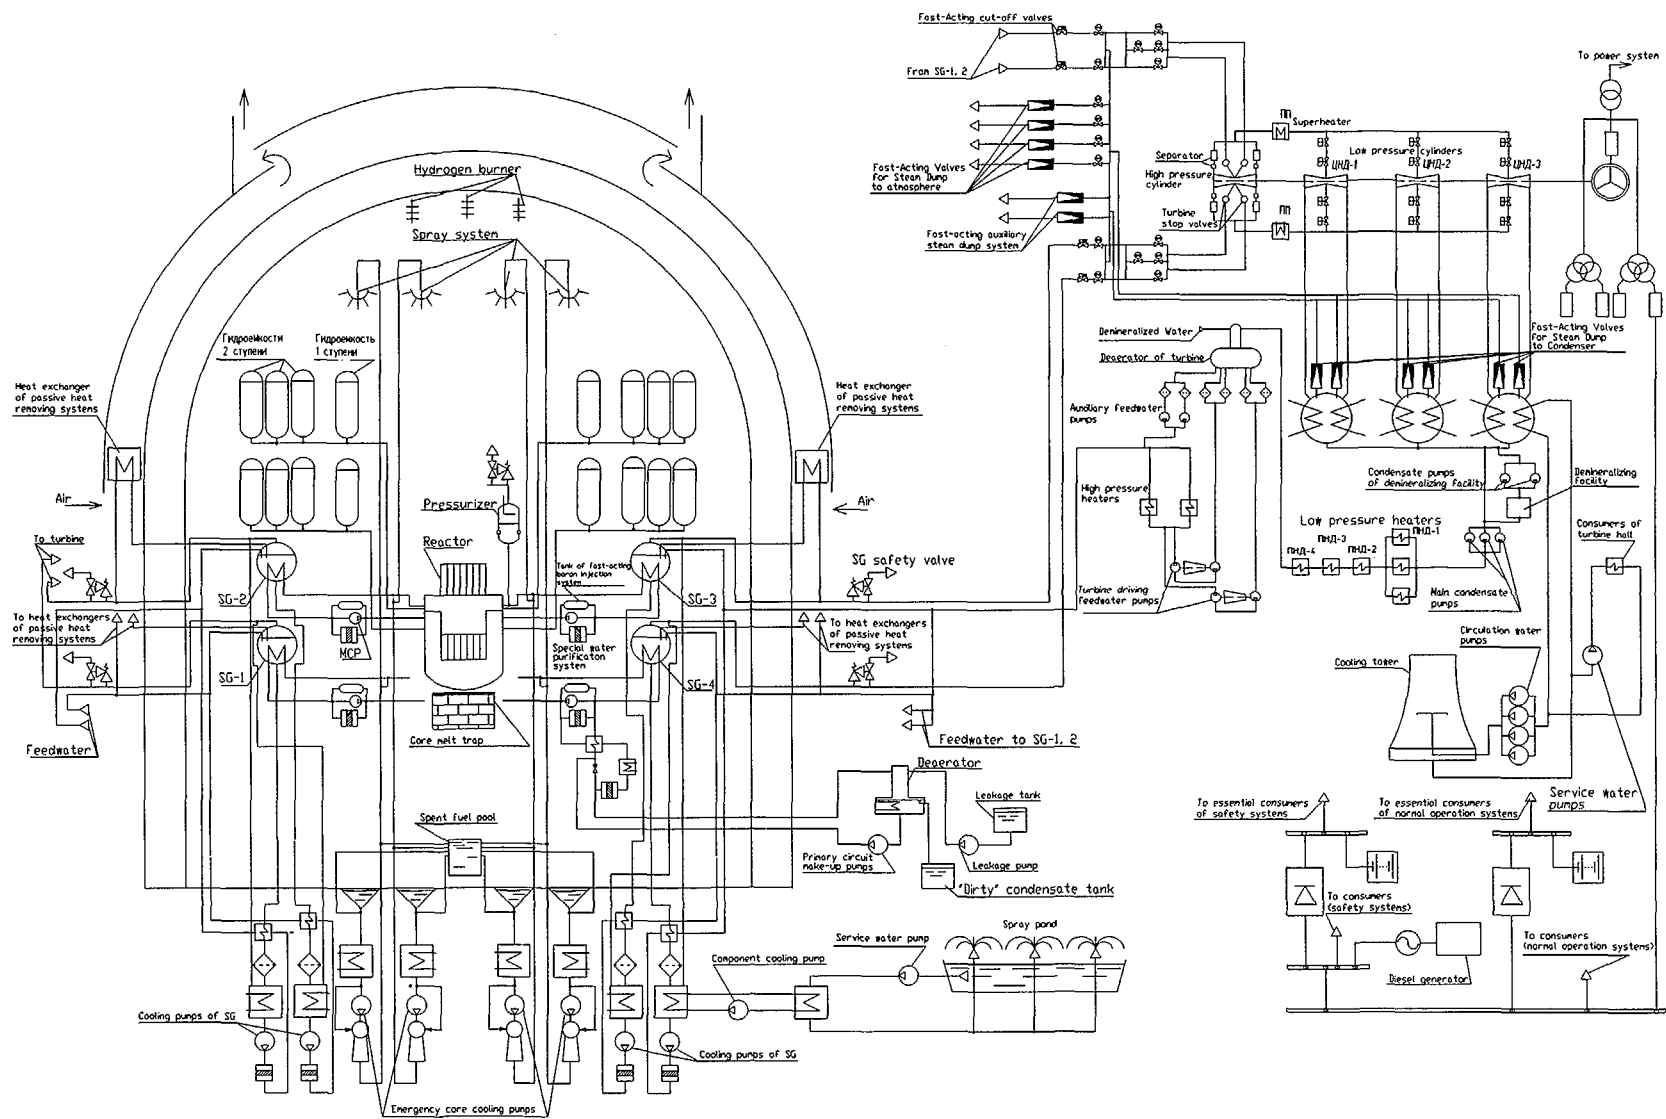 Fast-Acting cut-off valves
From SG-1, 2
To power system
ПП
Superheater
Low pressure cylinders
ЦНД-1
ЦНД-2
ЦНД-3
Separator
High pressure
cylinder
Fast-Acting Valves
for Steam Dump
to atmosphere
Turbine
stop valves
ПП
Fast-acting auxiliary
steam dump system
Hydrogen burner
Spray system
Гидроемкости
2 ступени
Гидроемкость
1 ступени
Heat exchanger
of passive heat
removing systems
Heat exchanger
of passive heat
removing systems
Demineralized Water
Deaerator of turbine
Fast-Acting Valves
for Steam Dump
to Condenser
Auxiliary feedwater
pumps
Condensate pumps
of demineralizing facility
Demineralizing
facility
High pressure
heaters
Air
Air
Pressurizer
Low pressure heaters
Consumers of
turbine hall
ПНД-4
ПНД-3
ПНД-2
ПНД-1
To turbine
Reactor
Tank of fast-acting
boron injection
system
SG safety valve
SG-2
SG-3
Turbine driving
feedwater pumps
Main condensate
pumps
To heat exchangers
of passive heat
removing systems
MCP
Special water
purification
system
To heat exchangers
of passive heat
removing systems
Circulation water
pumps
Cooling tower
SG-1
SG-4
Feedwater
Core melt trap
Feedwater to SG-1, 2
Deaerator
Leakage tank
Service water
pumps
Spent fuel pool
Primary circuit
make-up pumps
Leakage pump
"Dirty" condensate tank
To essential consumers
of safety systems
To essential consumers
of normal operation systems
To consumers
(safety systems)
To consumers
(normal operation systems)
Diesel generator
Service water pump
Spray pond
Component cooling pump
Cooling pumps of SG
Cooling pumps of SG
Emergency core cooling pumps